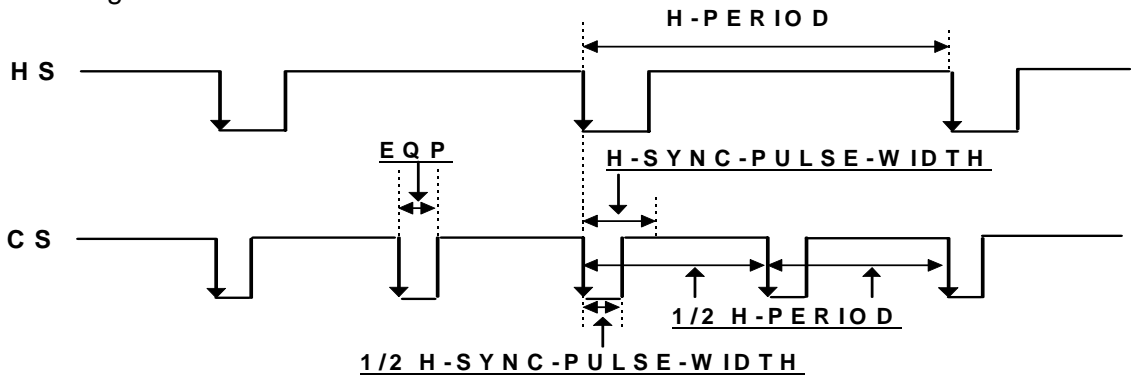 H-PERIOD
HS
EQP
H-SYNC-PULSE-WIDTH
CS
1/2 H-PERIOD
1/2 H-SYNC-PULSE-WIDTH